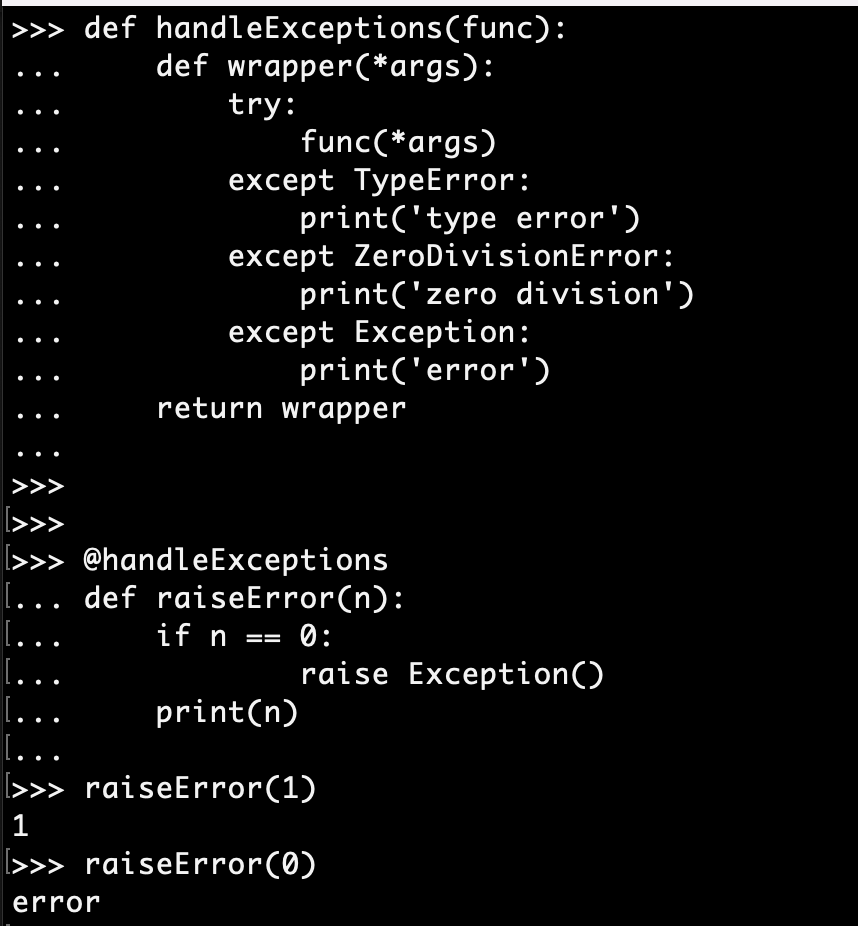 >>> def handleExceptions(func):
...     def wrapper(*args):
...         try:
...             func(*args)
...         except TypeError:
...             print('type error')
...         except ZeroDivisionError:
...             print('zero division')
...         except Exception:
...             print('error')
...     return wrapper
...
>>>
[>>>
[>>> @handleExceptions
[... def raiseError(n):
[...     if n == 0:
[...             raise Exception()
[...     print(n)
[...
[>>> raiseError(1)
1
[>>> raiseError(0)
error